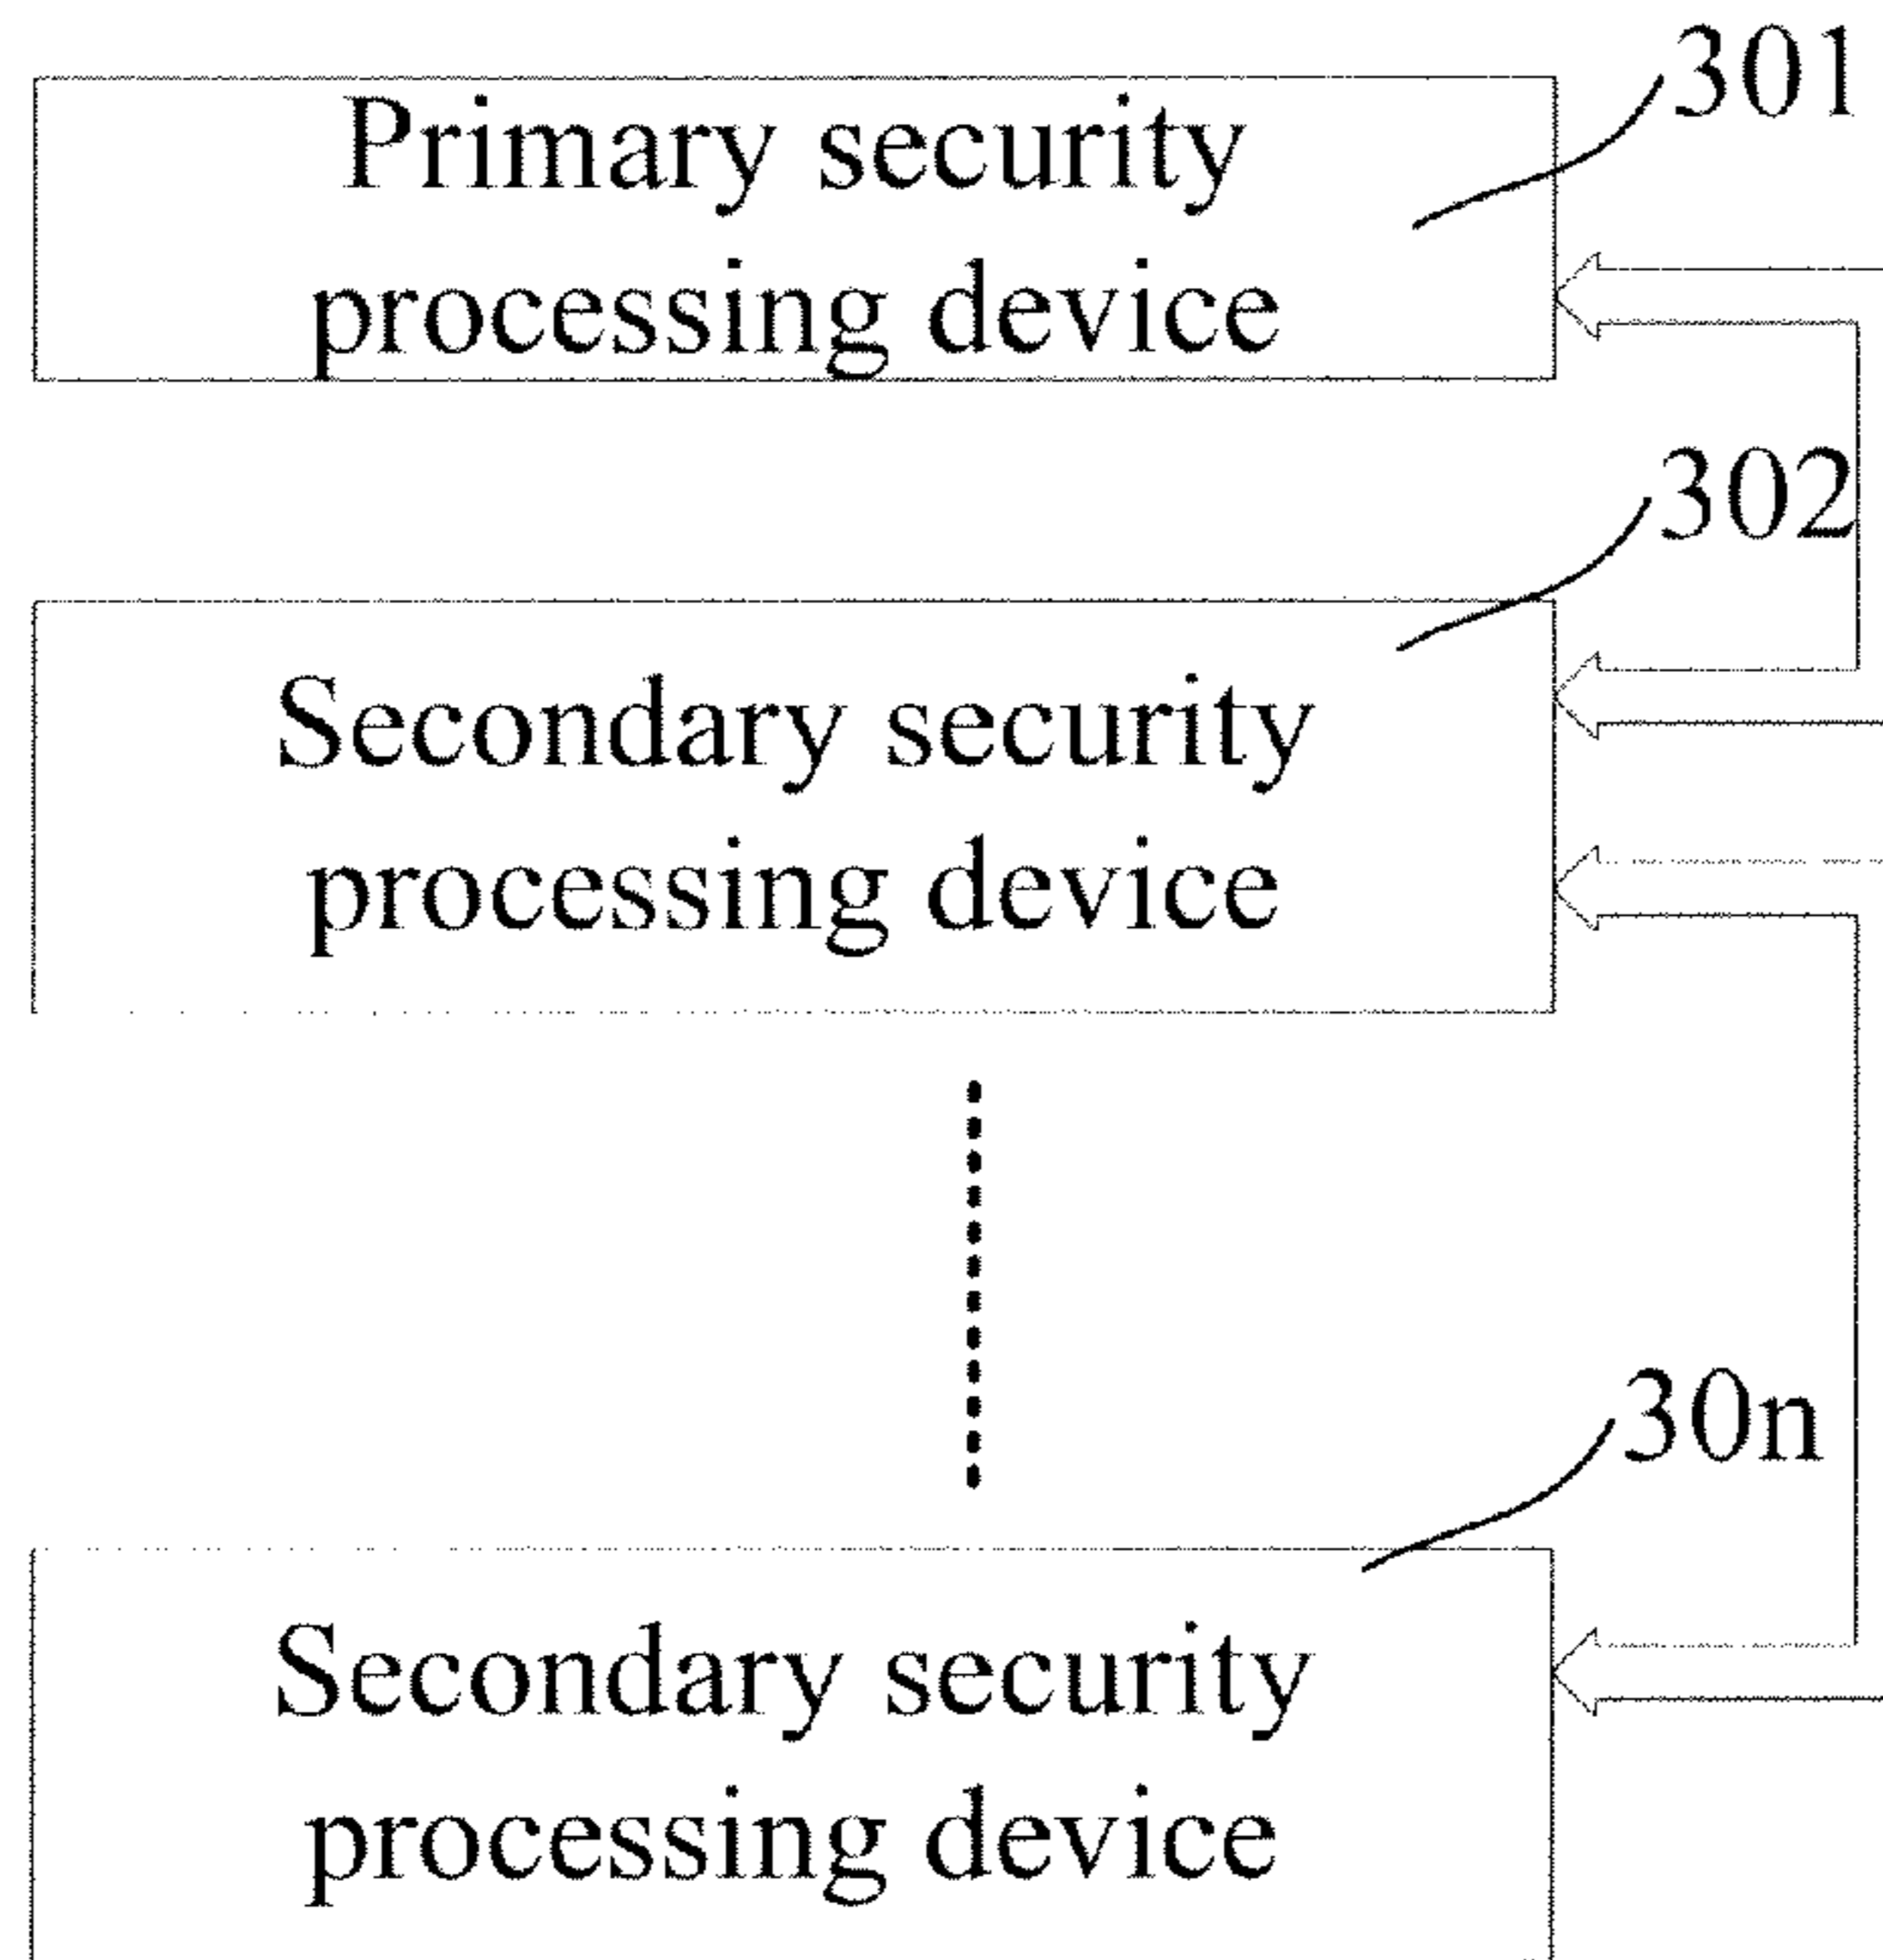 301
Primary security
processing device
302
Secondary security
processing device
30n
Secondary security
processing device